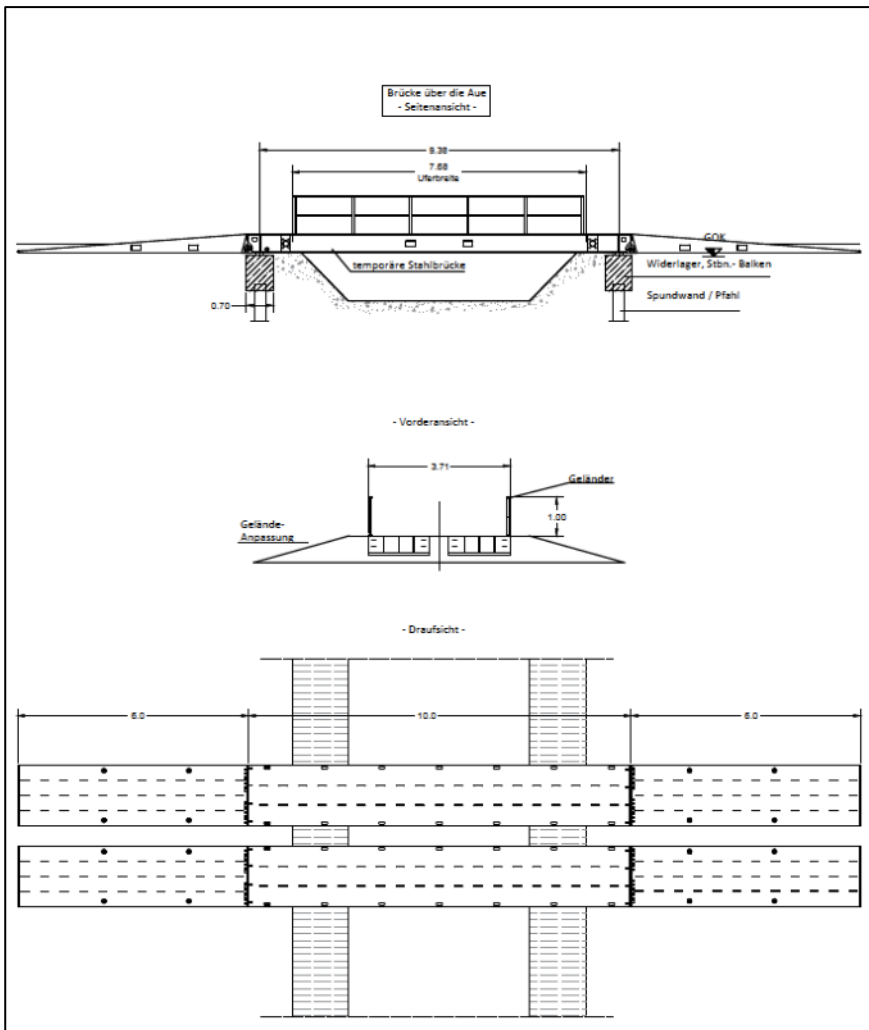 Brücke über die Aue
- Seitenansicht -
9.38
7.68
Uferbreite
GOK
temporäre Stahlbrücke
Widerlager, Stbn.- Balken
Spundwand / Pfahl
0.70
- Vorderansicht -
3.71
Geländer
1.00
Gelände-
Anpassung
- Draufsicht -
6.0
10.0
6.0